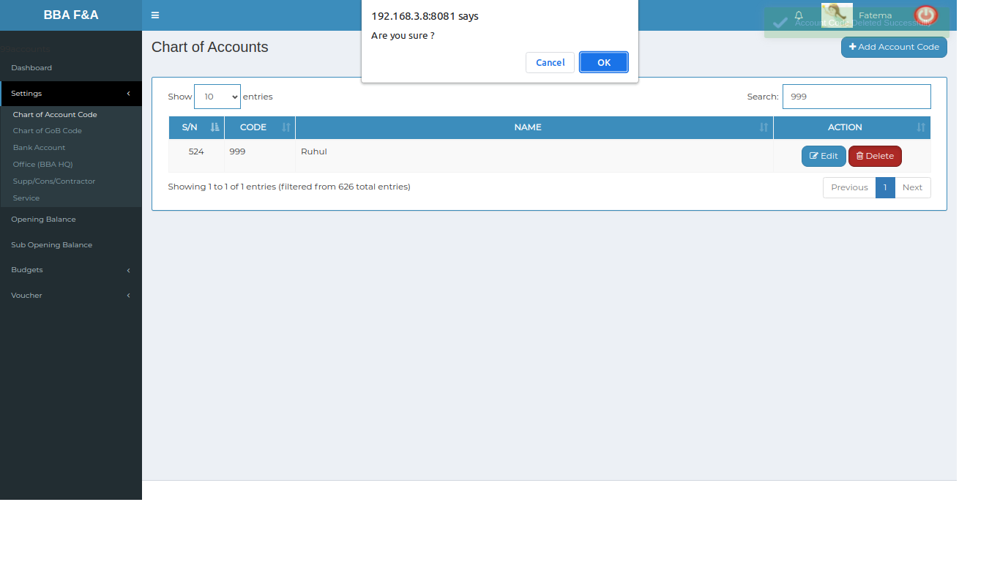 BBA F&A
192.168.3.8:8081 says
Are you sure ?
Cancel
OK
Fatema
Account Code Deleted Successfully
Chart of Accounts
+ Add Account Code
Dashboard
Settings
Chart of Account Code
Chart of GoB Code
Bank Account
Office (BBA HQ)
Supp/Cons/Contractor
Service
Opening Balance
Sub Opening Balance
Budgets
Voucher
Show 10 entries
Search: 999
S/N CODE NAME ACTION
524 999 Ruhul Edit Delete
Showing 1 to 1 of 1 entries (filtered from 626 total entries)
Previous 1 Next